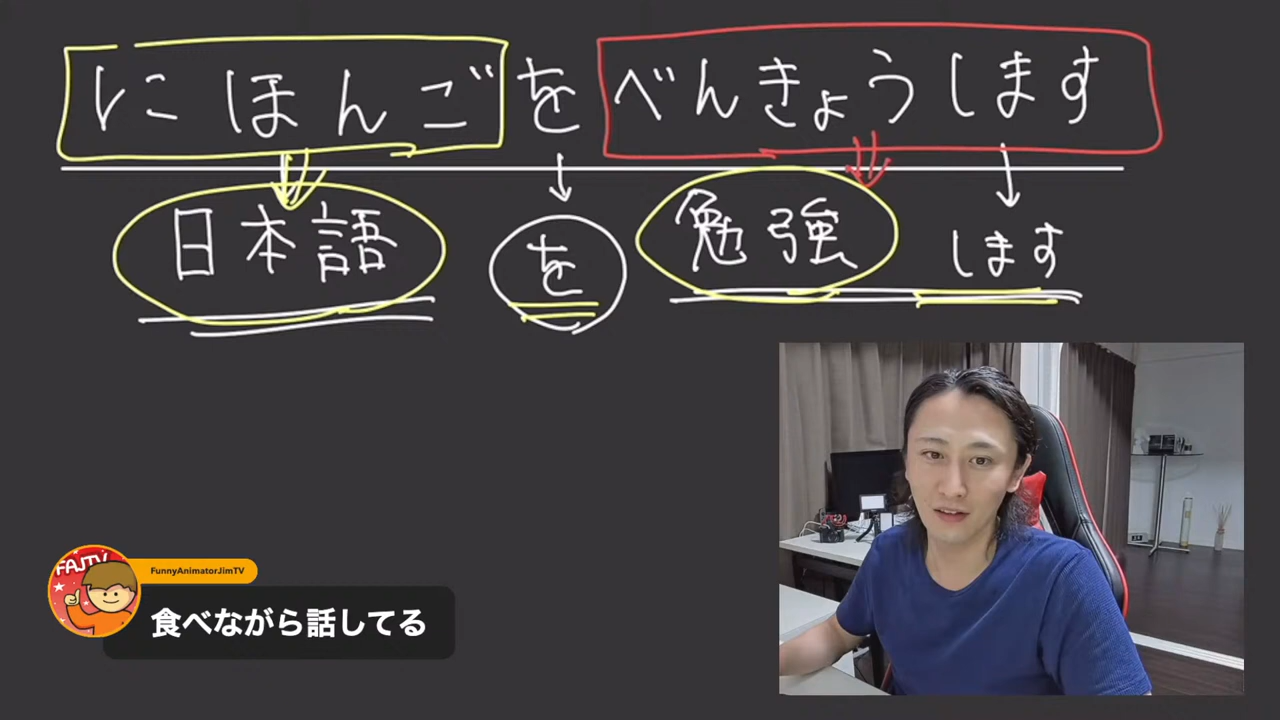 にほんごをべんきょうします
日本語 を 勉強 します
FAJTV
FunnyAnimatorJimTV
食べながら話してる